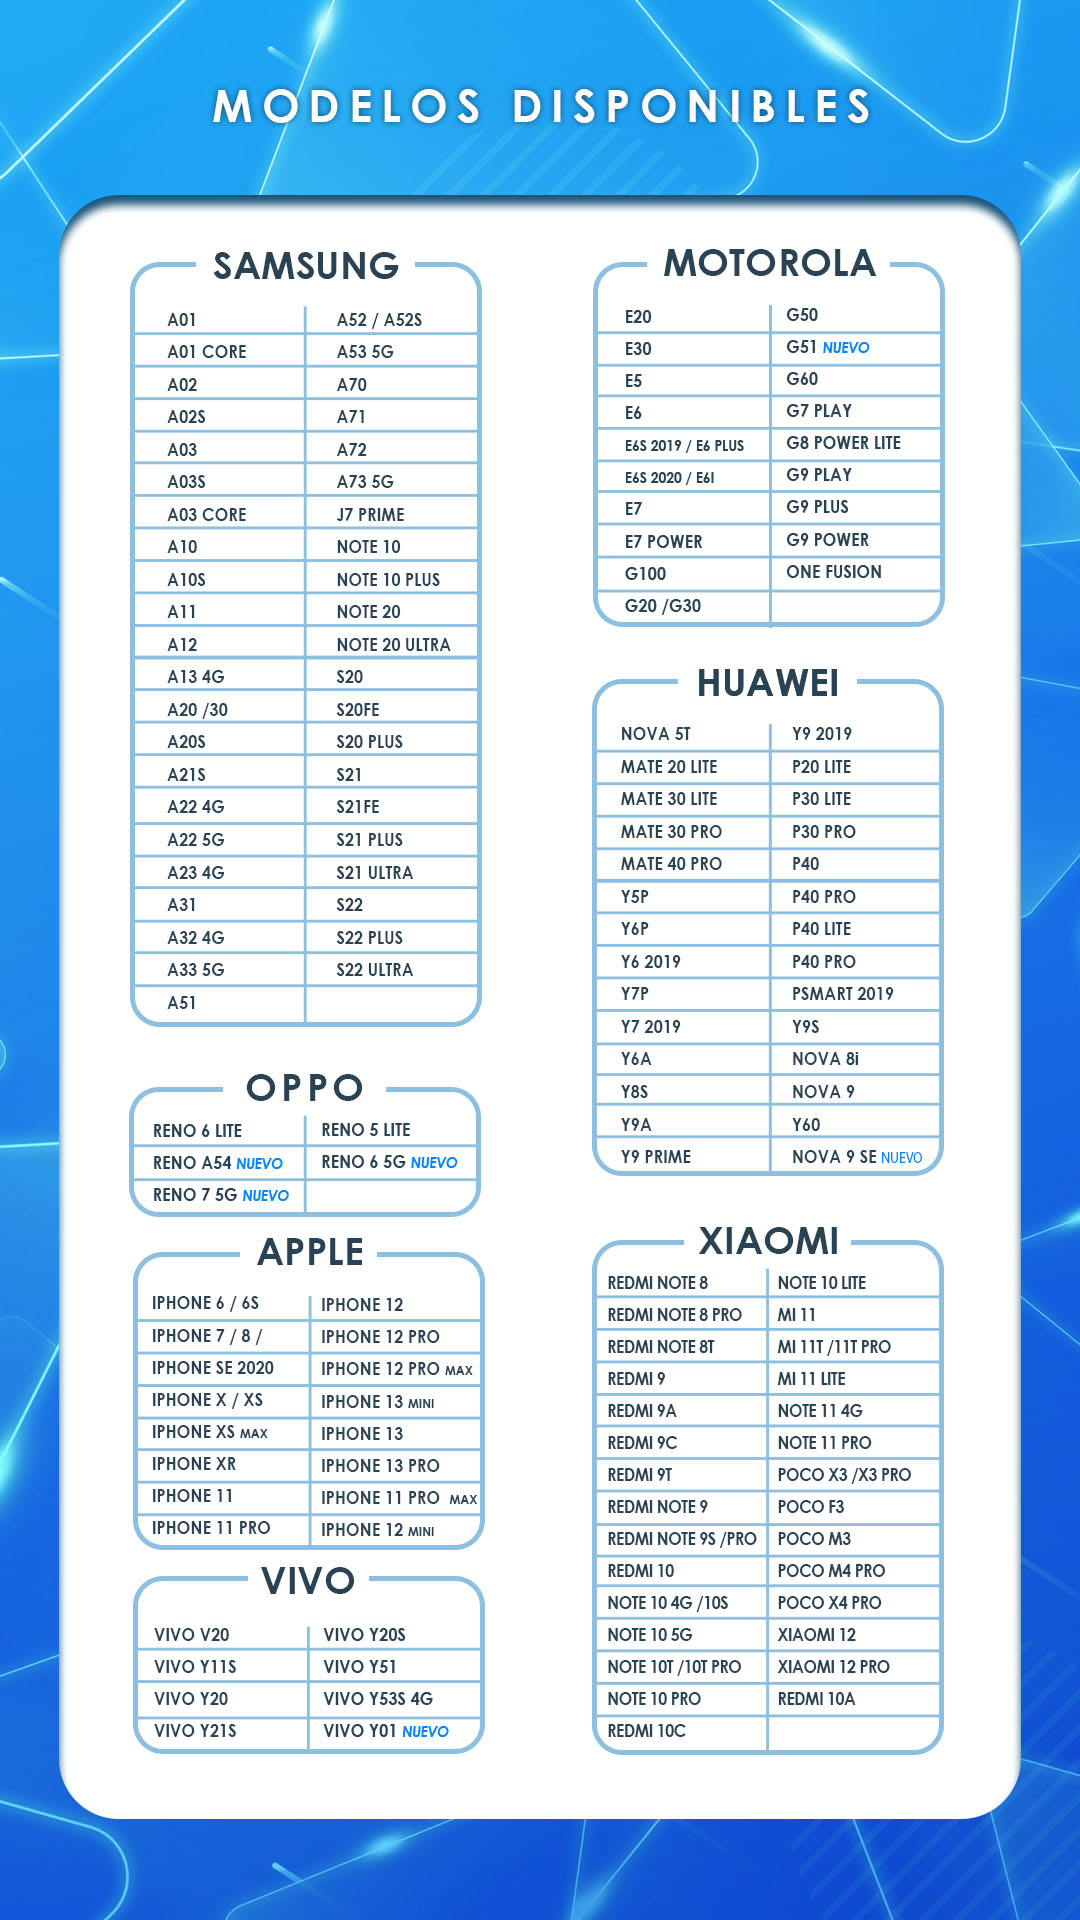 MODELOS DISPONIBLES
SAMSUNG
A01
A01 CORE
A02
A02S
A03
A03S
A03 CORE
A10
A10S
A11
A12
A13 4G
A20 /30
A20S
A21S
A22 4G
A22 5G
A23 4G
A31
A32 4G
A33 5G
A51
A52 / A52S
A53 5G
A70
A71
A72
A73 5G
J7 PRIME
NOTE 10
NOTE 10 PLUS
NOTE 20
NOTE 20 ULTRA
S20
S20FE
S20 PLUS
S21
S21FE
S21 PLUS
S21 ULTRA
S22
S22 PLUS
S22 ULTRA
OPPO
RENO 6 LITE
RENO A54 NUEVO
RENO 7 5G NUEVO
RENO 5 LITE
RENO 6 5G NUEVO
APPLE
IPHONE 6 / 6S
IPHONE 7 / 8 /
IPHONE SE 2020
IPHONE X / XS
IPHONE XS MAX
IPHONE XR
IPHONE 11
IPHONE 11 PRO
IPHONE 12
IPHONE 12 PRO
IPHONE 12 PRO MAX
IPHONE 13 MINI
IPHONE 13
IPHONE 13 PRO
IPHONE 11 PRO MAX
IPHONE 12 MINI
VIVO
VIVO V20
VIVO Y11S
VIVO Y20
VIVO Y21S
VIVO Y20S
VIVO Y51
VIVO Y53S 4G
VIVO Y01 NUEVO
MOTOROLA
E20
E30
E5
E6
E6S 2019 / E6 PLUS
E6S 2020 / E6I
E7
E7 POWER
G100
G20 /G30
G50
G51 NUEVO
G60
G7 PLAY
G8 POWER LITE
G9 PLAY
G9 PLUS
G9 POWER
ONE FUSION
HUAWEI
NOVA 5T
MATE 20 LITE
MATE 30 LITE
MATE 30 PRO
MATE 40 PRO
Y5P
Y6P
Y6 2019
Y7P
Y7 2019
Y6A
Y8S
Y9A
Y9 PRIME
Y9 2019
P20 LITE
P30 LITE
P30 PRO
P40
P40 PRO
P40 LITE
P40 PRO
PSMART 2019
Y9S
NOVA 8i
NOVA 9
Y60
NOVA 9 SE NUEVO
XIAOMI
REDMI NOTE 8
REDMI NOTE 8 PRO
REDMI NOTE 8T
REDMI 9
REDMI 9A
REDMI 9C
REDMI 9T
REDMI NOTE 9
REDMI NOTE 9S /PRO
REDMI 10
NOTE 10 4G /10S
NOTE 10 5G
NOTE 10T /10T PRO
NOTE 10 PRO
REDMI 10C
NOTE 10 LITE
MI 11
MI 11T /11T PRO
MI 11 LITE
NOTE 11 4G
NOTE 11 PRO
POCO X3 /X3 PRO
POCO F3
POCO M3
POCO M4 PRO
POCO X4 PRO
XIAOMI 12
XIAOMI 12 PRO
REDMI 10A